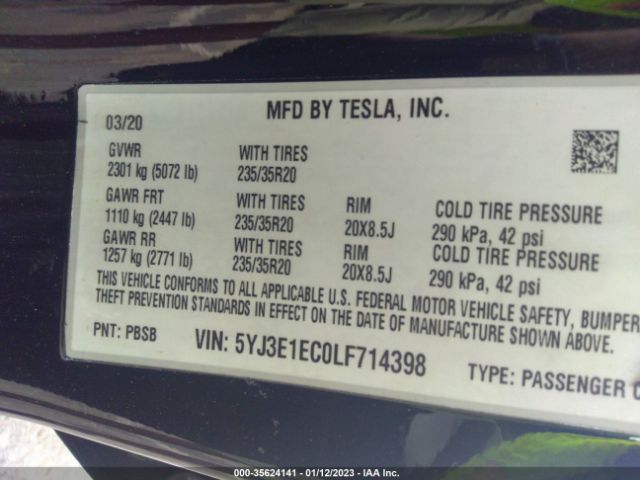 MFD BY TESLA, INC.
03/20
GVWR WITH TIRES
2301 kg (5072 lb) 235/35R20
GAWR FRT WITH TIRES RIM COLD TIRE PRESSURE
1110 kg (2447 lb) 235/35R20 20X8.5J 290 kPa, 42 psi
GAWR RR WITH TIRES RIM COLD TIRE PRESSURE
1257 kg (2771 lb) 235/35R20 20X8.5J 290 kPa, 42 psi
THIS VEHICLE CONFORMS TO ALL APPLICABLE U.S. FEDERAL MOTOR VEHICLE SAFETY, BUMPER
THEFT PREVENTION STANDARDS IN EFFECT ON THE DATE OF MANUFACTURE SHOWN ABOVE.
PNT: PBSB VIN: 5YJ3E1EC0LF714398 TYPE: PASSENGER C
000-35624141 - 01/12/2023 - IAA Inc.